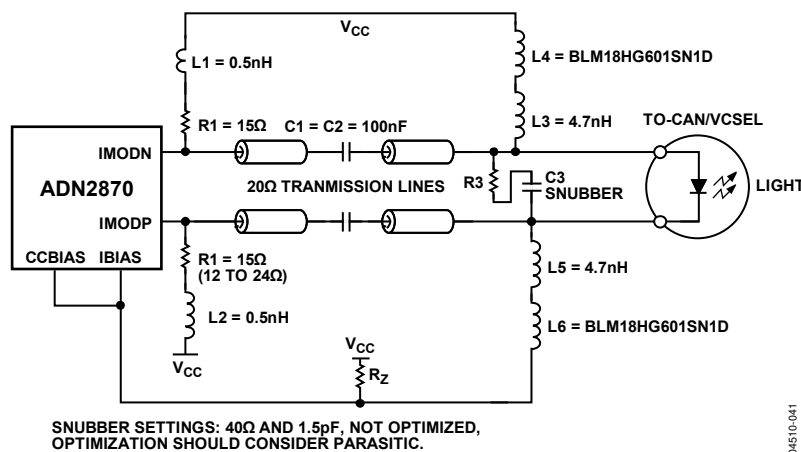 VCC
L1 = 0.5nH
L4 = BLM18HG601SN1D
R1 = 15Ω
C1 = C2 = 100nF
L3 = 4.7nH
TO-CAN/VCSEL
IMODN
ADN2870
20Ω TRANMISSION LINES
R3
C3
SNUBBER
LIGHT
IMODP
CCBIAS
IBIAS
R1 = 15Ω
(12 TO 24Ω)
L5 = 4.7nH
L2 = 0.5nH
L6 = BLM18HG601SN1D
VCC
VCC
RZ
SNUBBER SETTINGS: 40Ω AND 1.5pF, NOT OPTIMIZED,
OPTIMIZATION SHOULD CONSIDER PARASITIC.
04510-041